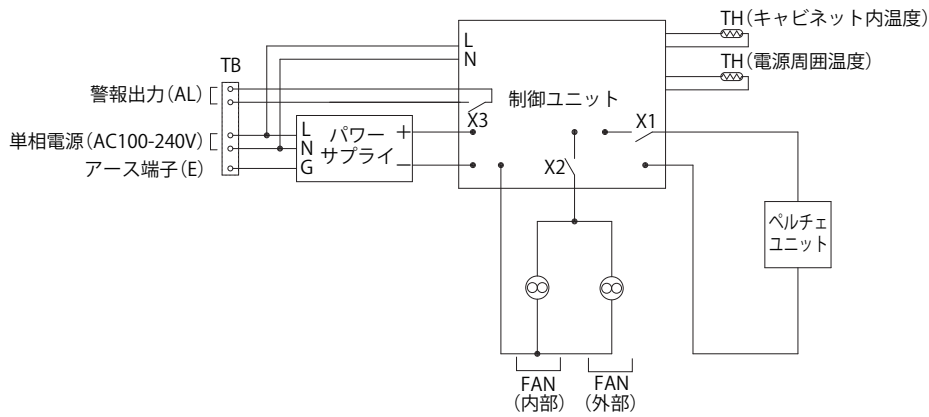 TH（キャビネット内温度）
L
N
TH（電源周囲温度）
TB
警報出力（AL）
制御ユニット
X3
X1
単相電源（AC100-240V）
L
パワー
＋
N
サプライ
－
アース端子（E）
G
X2
ペルチェ
ユニット
FAN
（内部）
FAN
（外部）